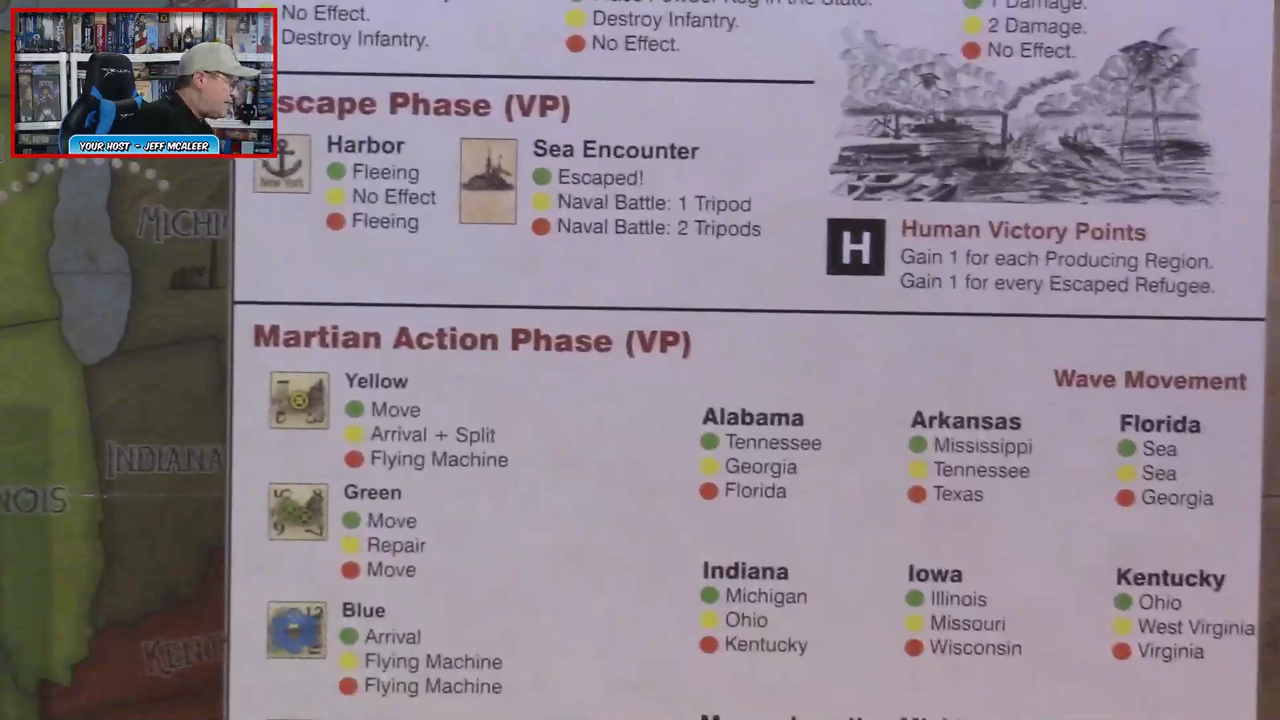 No Effect.
Destroy Infantry.
Destroy Infantry.
No Effect.
1 Damage.
2 Damage.
No Effect.
YOUR HOST - JEFF MCALEER
scape Phase (VP)
New York
Harbor
Fleeing
No Effect
Fleeing
Sea Encounter
Escaped!
Naval Battle: 1 Tripod
Naval Battle: 2 Tripods
H
Human Victory Points
Gain 1 for each Producing Region.
Gain 1 for every Escaped Refugee.
Martian Action Phase (VP)
Yellow
Move
Arrival + Split
Flying Machine
Green
Move
Repair
Move
Blue
Arrival
Flying Machine
Flying Machine
Wave Movement
Alabama
Tennessee
Georgia
Florida
Arkansas
Mississippi
Tennessee
Texas
Florida
Sea
Sea
Georgia
Indiana
Michigan
Ohio
Kentucky
Iowa
Illinois
Missouri
Wisconsin
Kentucky
Ohio
West Virginia
Virginia
MICHI
INDIANA
NOIS
KENT